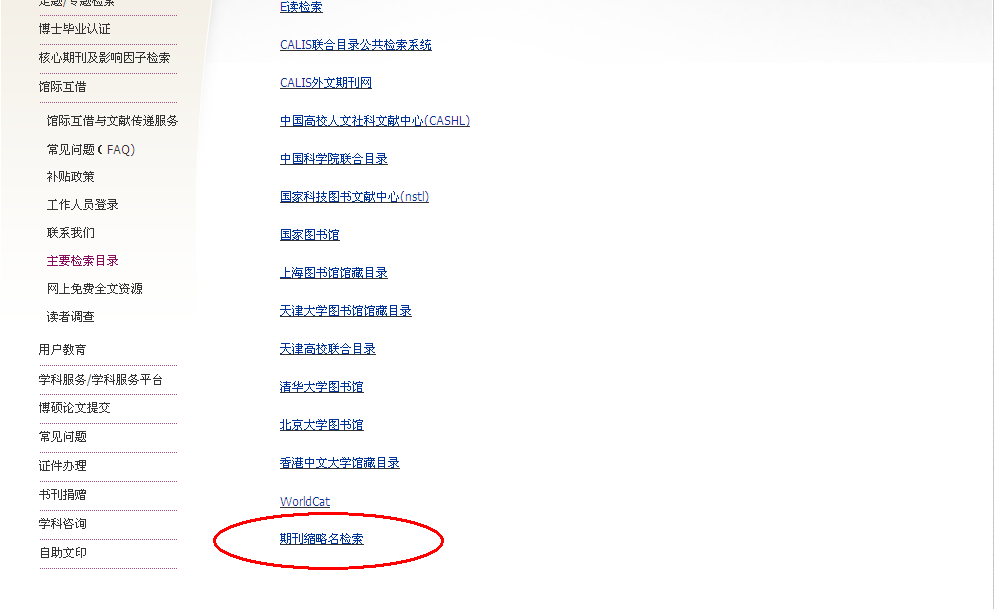 定题/专题检索
博士毕业认证
核心期刊及影响因子检索
馆际互借
馆际互借与文献传递服务
常见问题（FAQ）
补贴政策
工作人员登录
联系我们
主要检索目录
网上免费全文资源
读者调查
用户教育
学科服务/学科服务平台
博硕论文提交
常见问题
证件办理
书刊捐赠
学科咨询
自助文印
E读检索
CALIS联合目录公共检索系统
CALIS外文期刊网
中国高校人文社科文献中心(CASHL)
中国科学院联合目录
国家科技图书文献中心(nstl)
国家图书馆
上海图书馆馆藏目录
天津大学图书馆馆藏目录
天津高校联合目录
清华大学图书馆
北京大学图书馆
香港中文大学馆藏目录
WorldCat
期刊缩略名检索